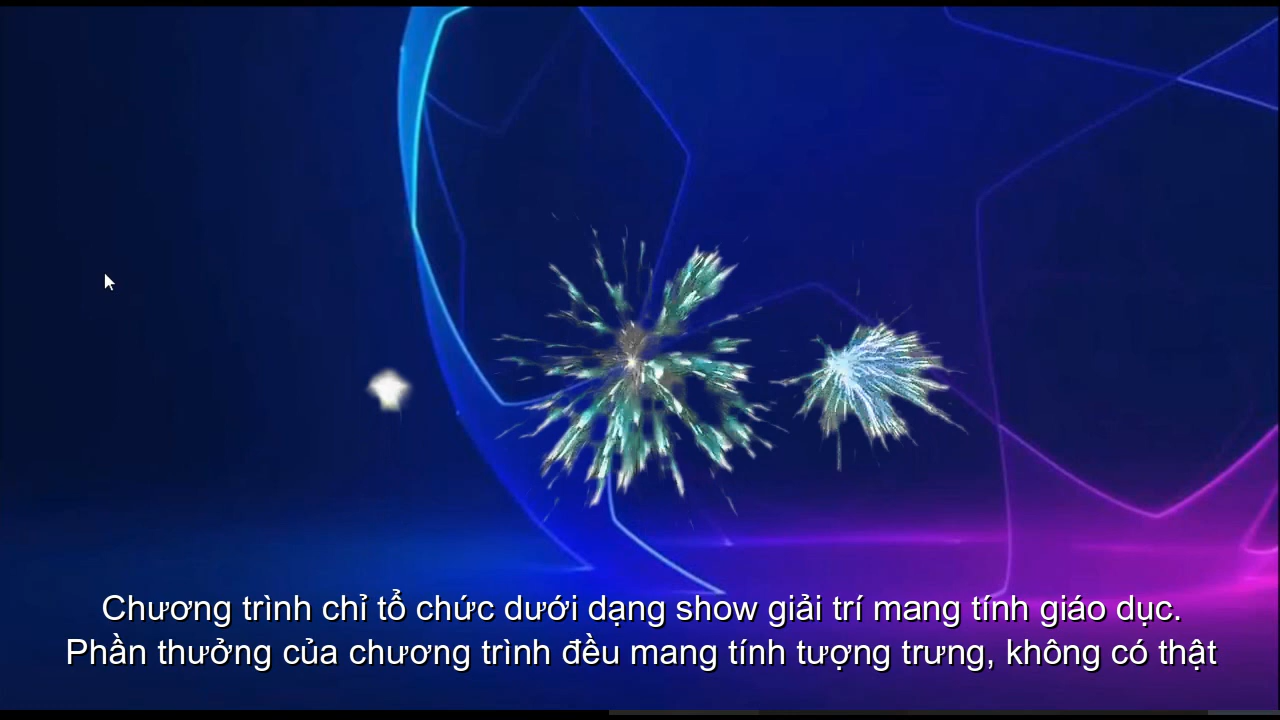 Chương trình chỉ tổ chức dưới dạng show giải trí mang tính giáo dục.
Phần thưởng của chương trình đều mang tính tượng trưng, không có thật